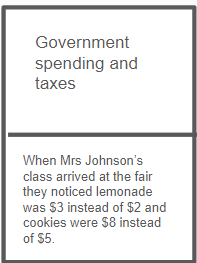 Government
spending and
taxes
When Mrs Johnson's
class arrived at the fair
they noticed lemonade
was $3 instead of $2 and
cookies were $8 instead
of $5.